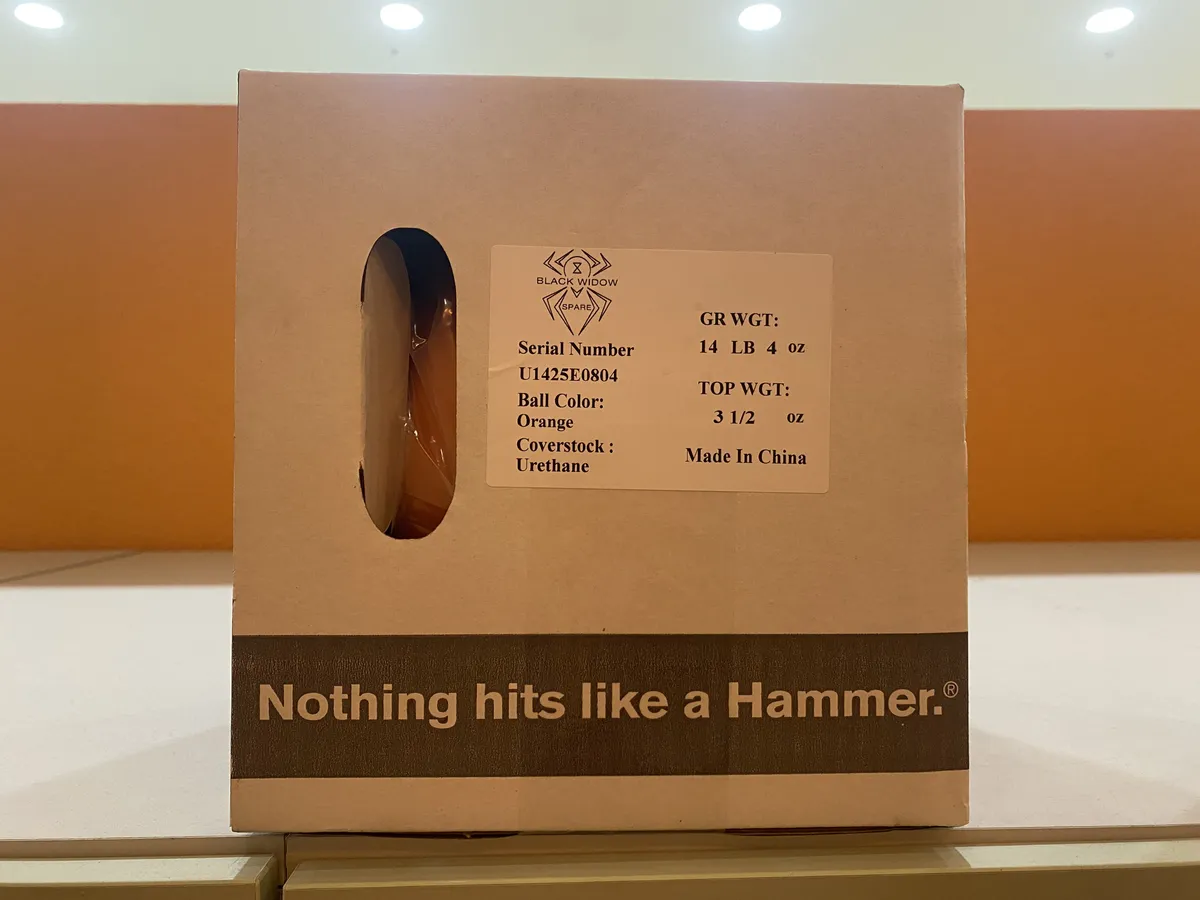 BLACK WIDOW
SPARE
Serial Number
U1425E0804
Ball Color:
Orange
Coverstock :
Urethane
GR WGT:
14 LB 4 oz
TOP WGT:
3 1/2 oz
Made In China
Nothing hits like a Hammer.®